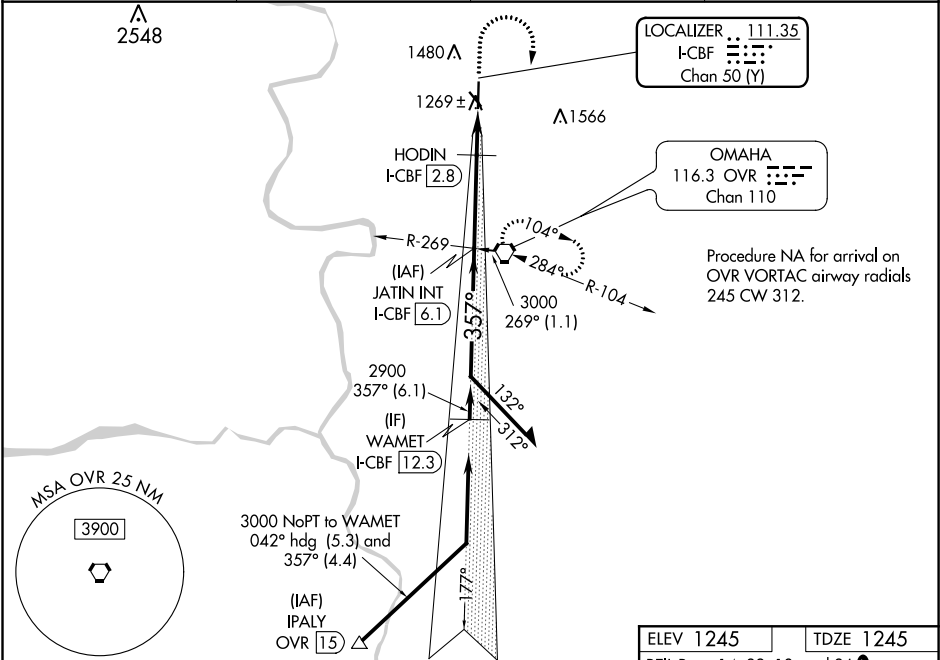 2548
1480
1269 ±
1566
LOCALIZER 111.35
I-CBF
Chan 50 (Y)
HODIN
I-CBF 2.8
OMAHA
116.3 OVR
Chan 110
R-269
104°
284°
R-104
(IAF)
JATIN INT
I-CBF 6.1
357°
3000
269° (1.1)
Procedure NA for arrival on
OVR VORTAC airway radials
245 CW 312.
2900
357° (6.1)
132°
312°
(IF)
WAMET
I-CBF 12.3
MSA OVR 25 NM
3900
3000 NoPT to WAMET
042° hdg (5.3) and
357° (4.4)
177°
(IAF)
IPALY
OVR 15
ELEV 1245
TDZE 1245